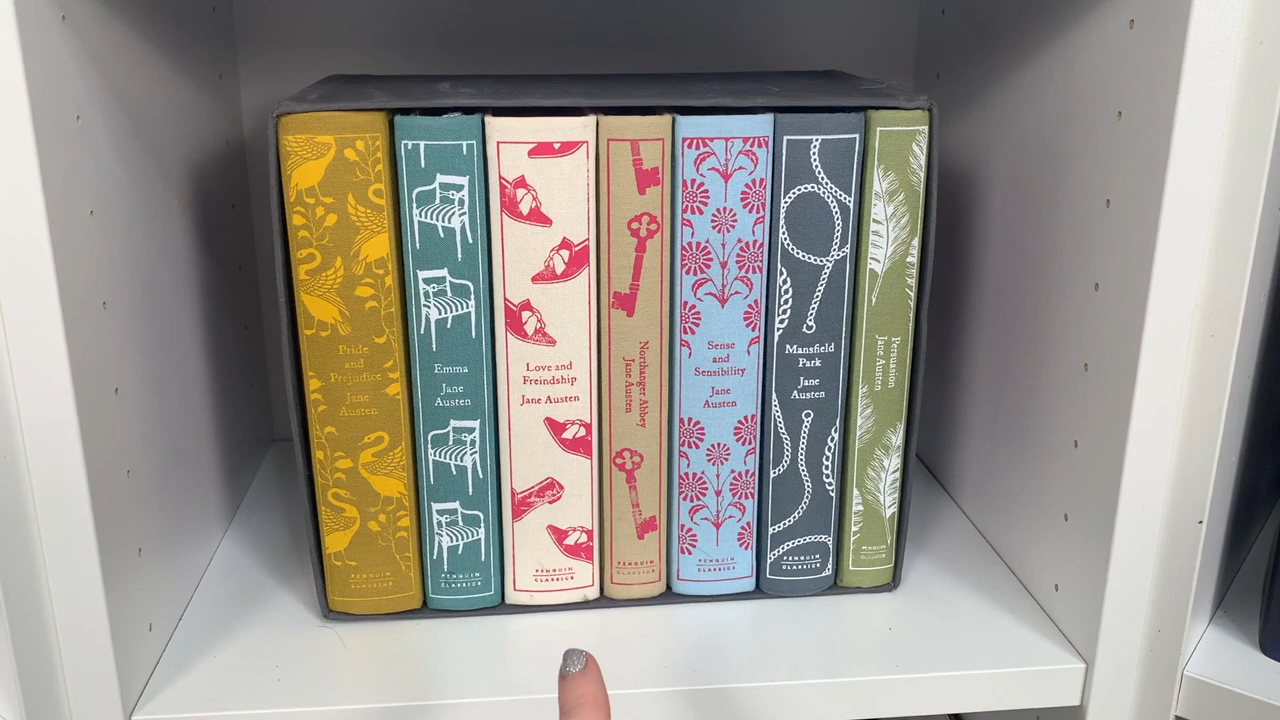 Pride
and
Prejudice
Jane
Austen
PENGUIN
CLASSICS
Emma
Jane
Austen
PENGUIN
CLASSICS
Love and
Freindship
Jane Austen
PENGUIN
CLASSICS
Northanger Abbey
Jane Austen
PENGUIN
CLASSICS
Sense
and
Sensibility
Jane
Austen
PENGUIN
CLASSICS
Mansfield
Park
Jane
Austen
PENGUIN
CLASSICS
Persuasion
Jane Austen
PENGUIN
CLASSICS